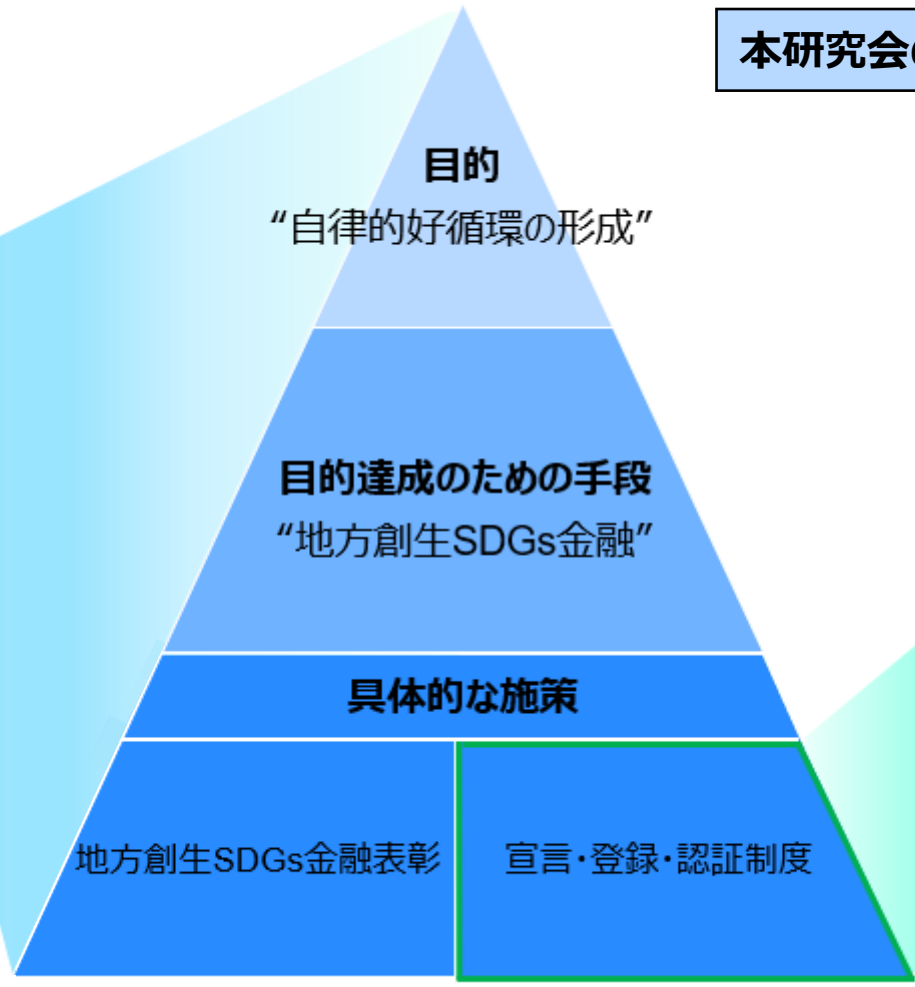 本研究会
目的
“自律的好循環の形成”
目的達成のための手段
“地方創生SDGs金融”
具体的な施策
地方創生SDGs金融表彰
宣言・登録・認証制度